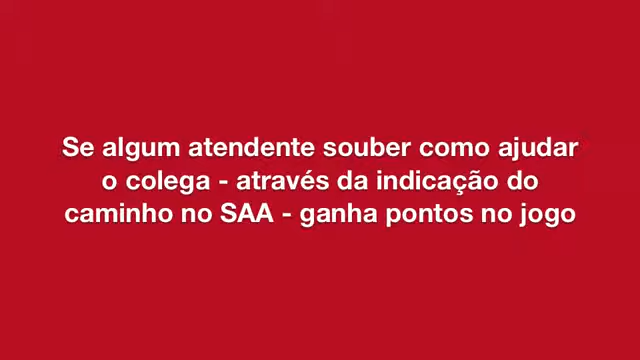 Se algum atendente souber como ajudar
o colega - através da indicação do
caminho no SAA - ganha pontos no jogo